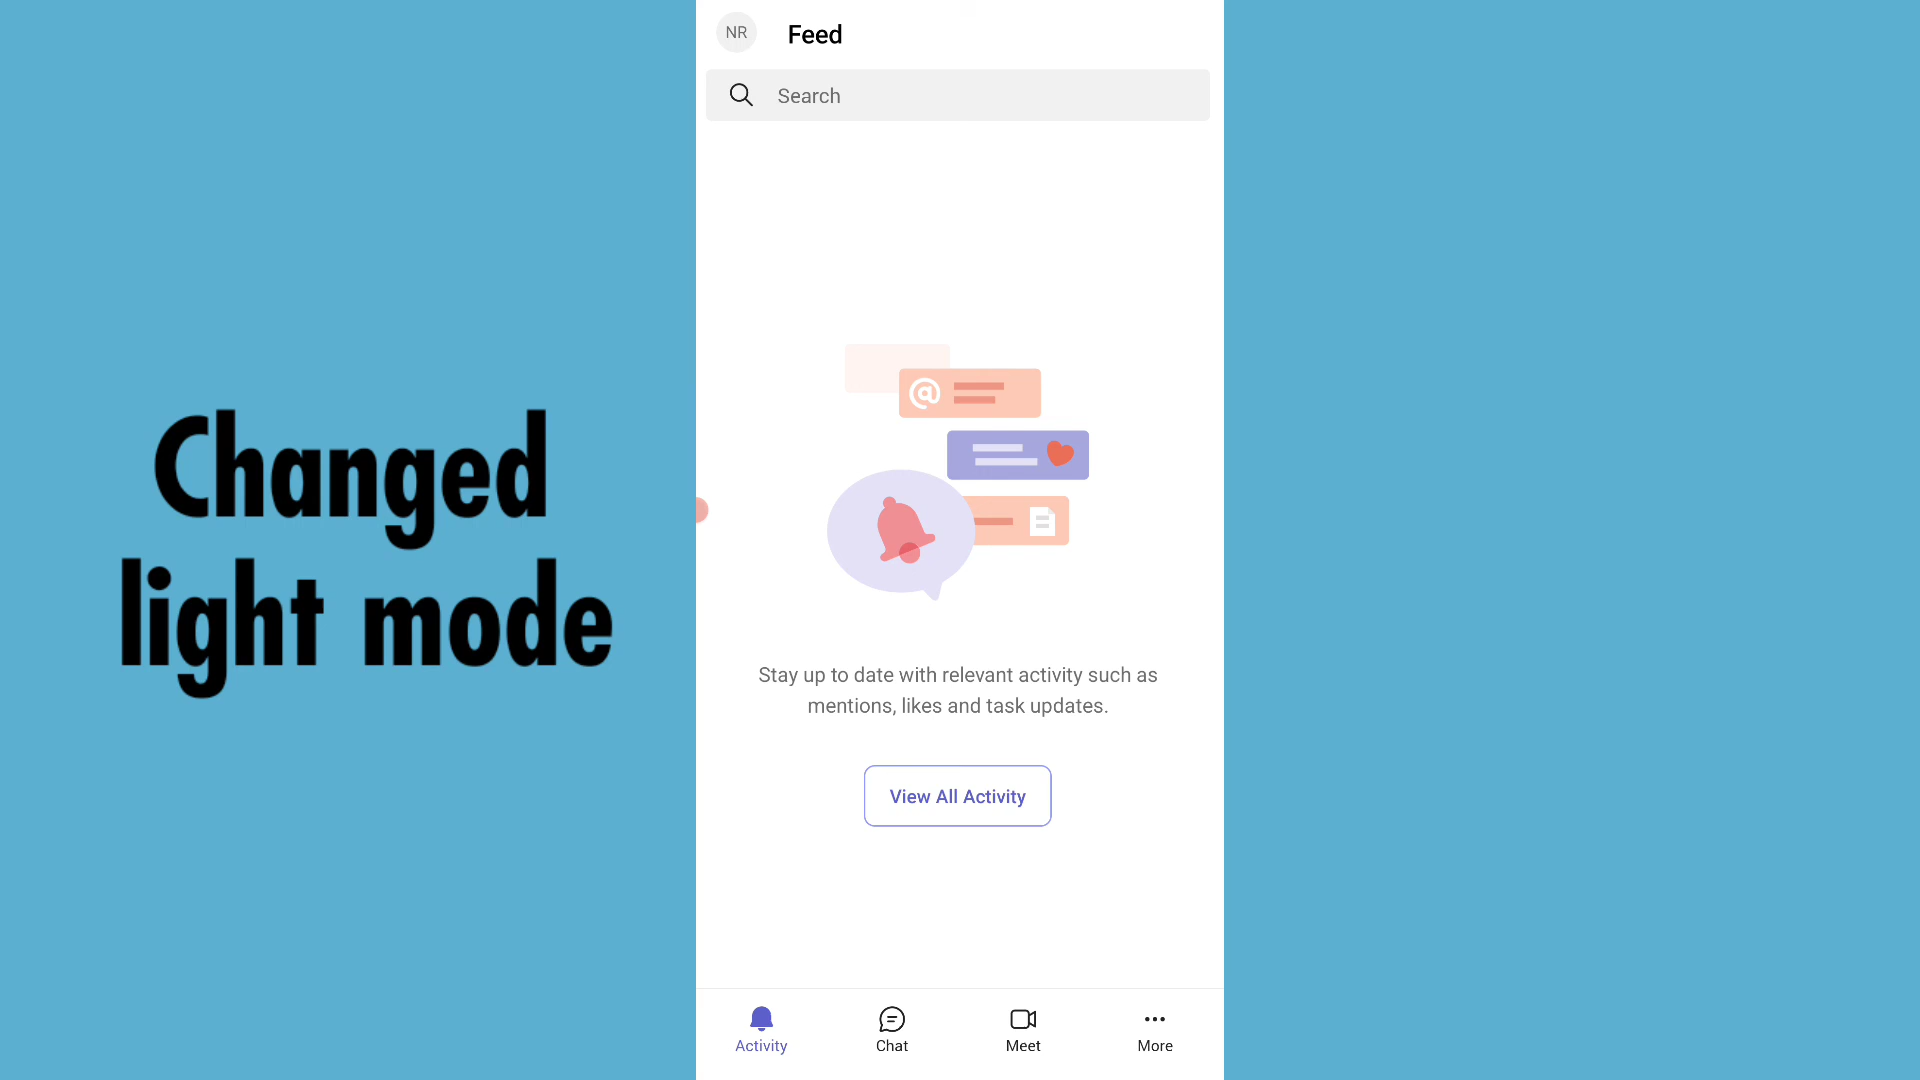 NR
Feed
Search
Changed
light mode
@
Stay up to date with relevant activity such as
mentions, likes and task updates.
View All Activity
Activity
Chat
Meet
More